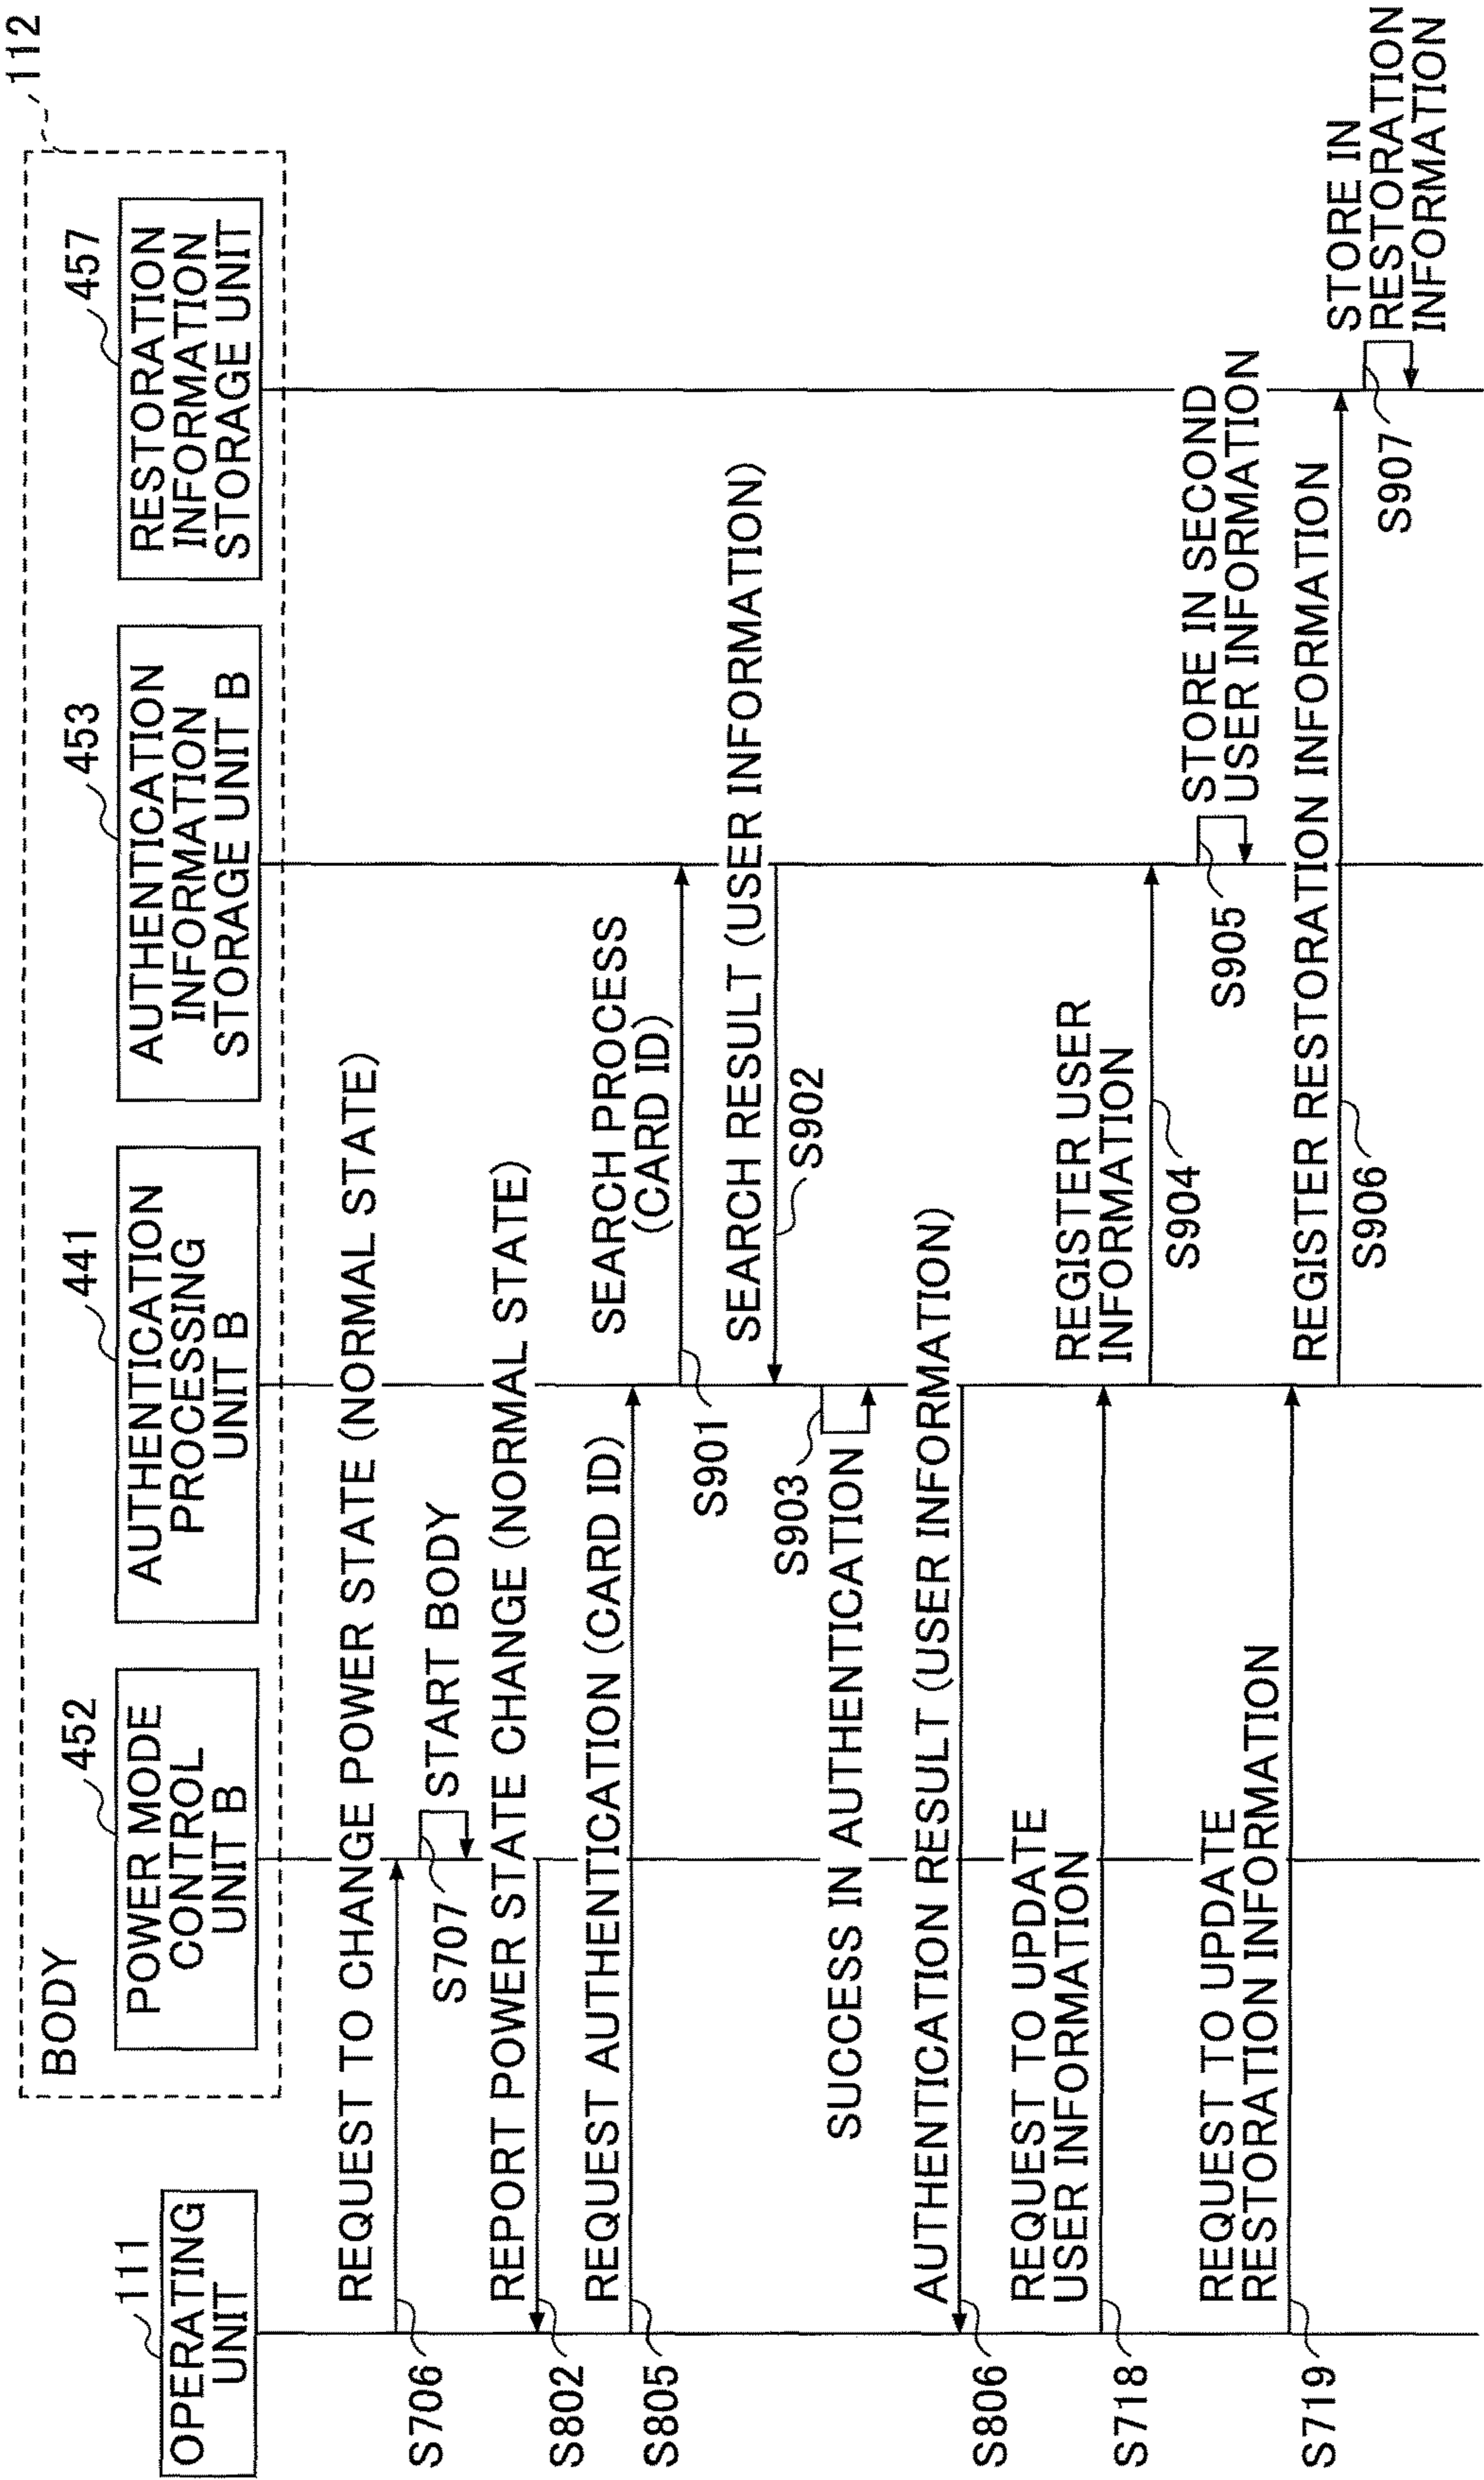 112
BODY
111
OPERATING
UNIT
452
POWER MODE
CONTROL
UNIT B
441
AUTHENTICATION
PROCESSING
UNIT B
453
AUTHENTICATION
INFORMATION
STORAGE UNIT B
457
RESTORATION
INFORMATION
STORAGE UNIT
REQUEST TO CHANGE POWER STATE (NORMAL STATE)
S706
START BODY
S707
REPORT POWER STATE CHANGE (NORMAL STATE)
S802
REQUEST AUTHENTICATION (CARD ID)
S805
SEARCH PROCESS
(CARD ID)
S901
SEARCH RESULT (USER INFORMATION)
S902
S903
SUCCESS IN AUTHENTICATION
AUTHENTICATION RESULT (USER INFORMATION)
S806
REQUEST TO UPDATE
USER INFORMATION
S718
REGISTER USER
INFORMATION
S904
STORE IN SECOND
USER INFORMATION
S905
REQUEST TO UPDATE
RESTORATION INFORMATION
S719
REGISTER RESTORATION INFORMATION
S906
STORE IN
RESTORATION
INFORMATION
S907